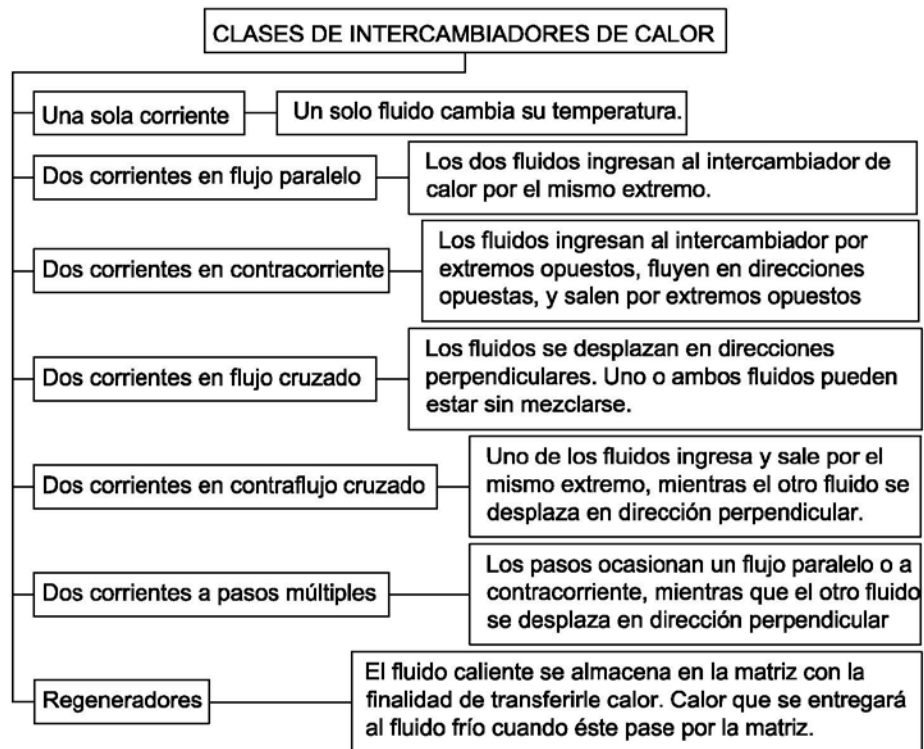 CLASES DE INTERCAMBIADORES DE CALOR
Una sola corriente
Un solo fluido cambia su temperatura.
Dos corrientes en flujo paralelo
Los dos fluidos ingresan al intercambiador de
calor por el mismo extremo.
Dos corrientes en contracorriente
Los fluidos ingresan al intercambiador por
extremos opuestos, fluyen en direcciones
opuestas, y salen por extremos opuestos
Dos corrientes en flujo cruzado
Los fluidos se desplazan en direcciones
perpendiculares. Uno o ambos fluidos pueden
estar sin mezclarse.
Dos corrientes en contraflujo cruzado
Uno de los fluidos ingresa y sale por el
mismo extremo, mientras el otro fluido se
desplaza en dirección perpendicular.
Dos corrientes a pasos múltiples
Los pasos ocasionan un flujo paralelo o a
contracorriente, mientras que el otro fluido
se desplaza en dirección perpendicular
Regeneradores
El fluido caliente se almacena en la matriz con la
finalidad de transferirle calor. Calor que se entregará
al fluido frío cuando éste pase por la matriz.